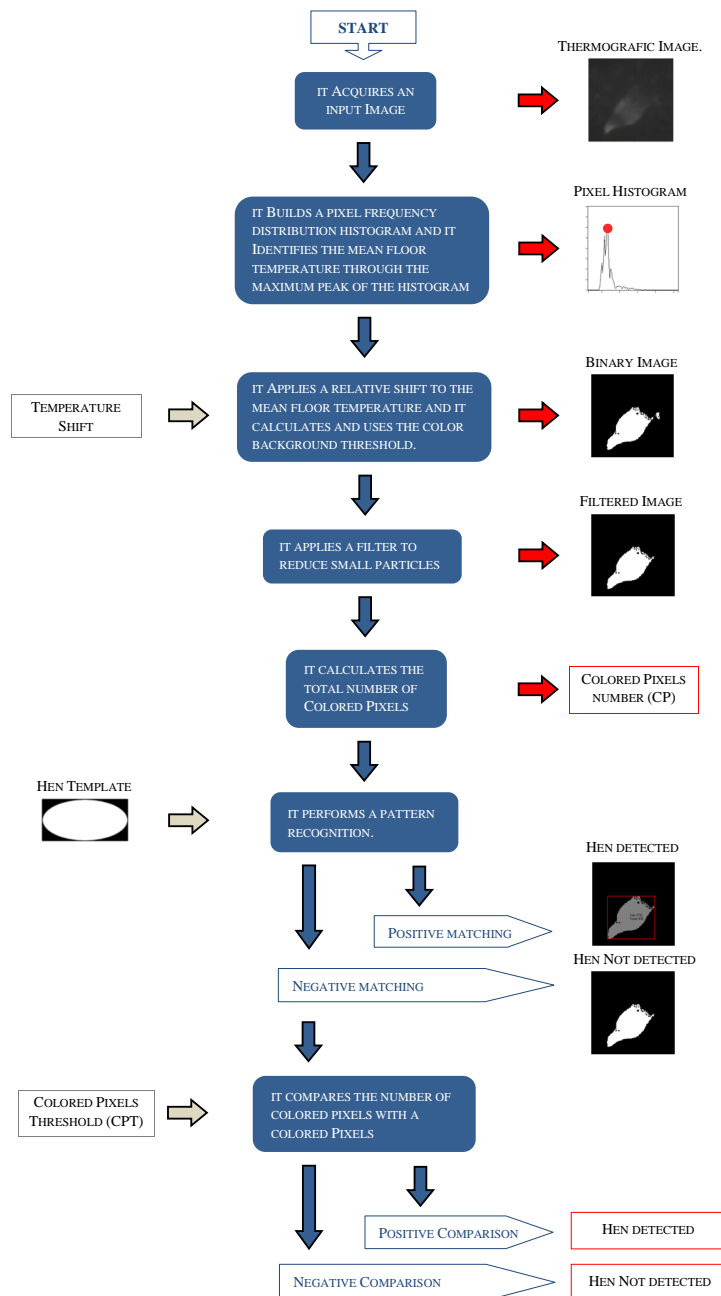 START
THERMOGRAFIC IMAGE.
IT ACQUIRES AN
INPUT IMAGE
PIXEL HISTOGRAM
IT BUILDS A PIXEL FREQUENCY
DISTRIBUTION HISTOGRAM AND IT
IDENTIFIES THE MEAN FLOOR
TEMPERATURE THROUGH THE
MAXIMUM PEAK OF THE HISTOGRAM
BINARY IMAGE
TEMPERATURE
SHIFT
IT APPLIES A RELATIVE SHIFT TO THE
MEAN FLOOR TEMPERATURE AND IT
CALCULATES AND USES THE COLOR
BACKGROUND THRESHOLD.
FILTERED IMAGE
IT APPLIES A FILTER TO
REDUCE SMALL PARTICLES
IT CALCULATES THE
TOTAL NUMBER OF
COLORED PIXELS
COLORED PIXELS
NUMBER (CP)
HEN TEMPLATE
IT PERFORMS A PATTERN
RECOGNITION.
HEN DETECTED
POSITIVE MATCHING
HEN NOT DETECTED
NEGATIVE MATCHING
COLORED PIXELS
THRESHOLD (CPT)
IT COMPARES THE NUMBER OF
COLORED PIXELS WITH A
COLORED PIXELS
POSITIVE COMPARISON
HEN DETECTED
NEGATIVE COMPARISON
HEN NOT DETECTED